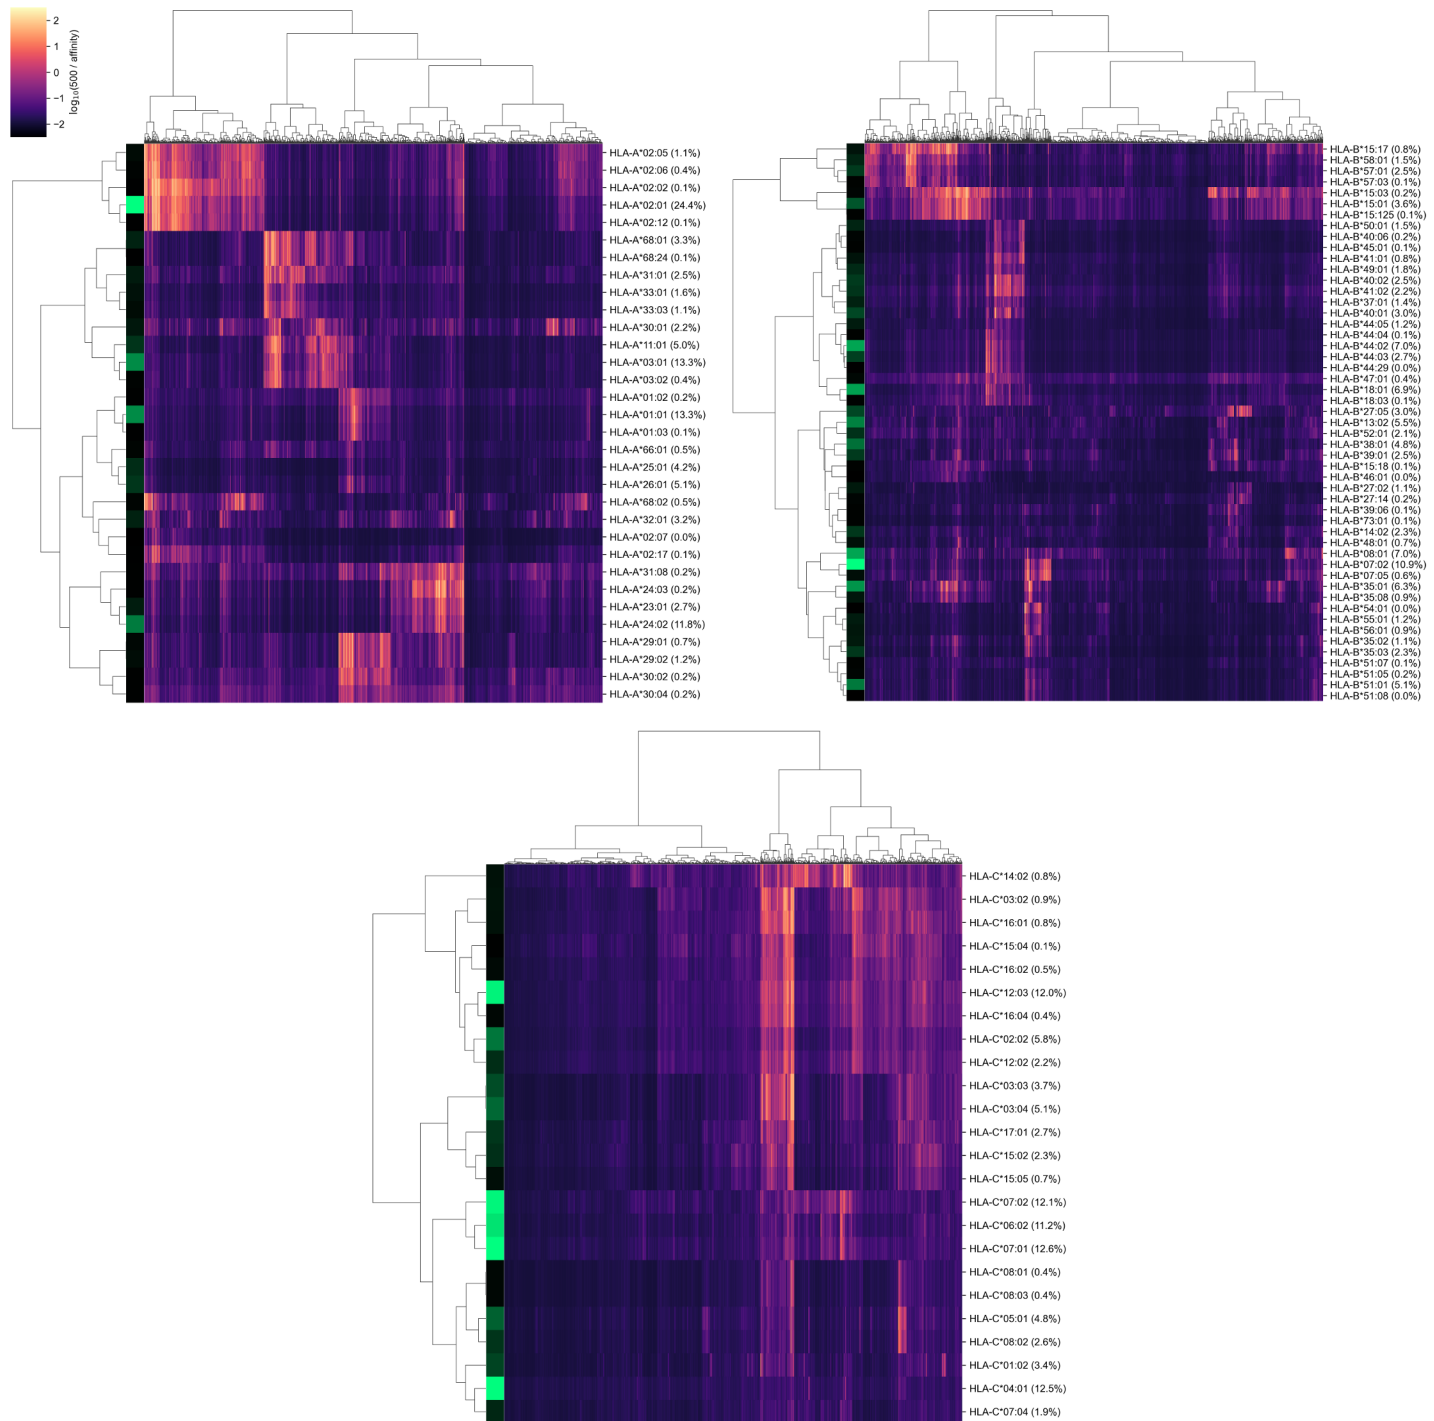 2
1
0
−1
−2
log₁₀(500 / affinity)
HLA-A*02:05 (1.1%)
HLA-A*02:06 (0.4%)
HLA-A*02:02 (0.1%)
HLA-A*02:01 (24.4%)
HLA-A*02:12 (0.1%)
HLA-A*68:01 (3.3%)
HLA-A*68:24 (0.1%)
HLA-A*31:01 (2.5%)
HLA-A*33:01 (1.6%)
HLA-A*33:03 (1.1%)
HLA-A*30:01 (2.2%)
HLA-A*11:01 (5.0%)
HLA-A*03:01 (13.3%)
HLA-A*03:02 (0.4%)
HLA-A*01:02 (0.2%)
HLA-A*01:01 (13.3%)
HLA-A*01:03 (0.1%)
HLA-A*66:01 (0.5%)
HLA-A*25:01 (4.2%)
HLA-A*26:01 (5.1%)
HLA-A*68:02 (0.5%)
HLA-A*32:01 (3.2%)
HLA-A*02:07 (0.0%)
HLA-A*02:17 (0.1%)
HLA-A*31:08 (0.2%)
HLA-A*24:03 (0.2%)
HLA-A*23:01 (2.7%)
HLA-A*24:02 (11.8%)
HLA-A*29:01 (0.7%)
HLA-A*29:02 (1.2%)
HLA-A*30:02 (0.2%)
HLA-A*30:04 (0.2%)
HLA-B*15:17 (0.8%)
HLA-B*58:01 (1.5%)
HLA-B*57:01 (2.5%)
HLA-B*57:03 (0.1%)
HLA-B*15:03 (0.2%)
HLA-B*15:01 (3.6%)
HLA-B*15:125 (0.1%)
HLA-B*50:01 (1.5%)
HLA-B*40:06 (0.2%)
HLA-B*45:01 (0.1%)
HLA-B*41:01 (0.8%)
HLA-B*49:01 (1.8%)
HLA-B*40:02 (2.5%)
HLA-B*41:02 (2.2%)
HLA-B*37:01 (1.4%)
HLA-B*40:01 (3.0%)
HLA-B*44:05 (1.2%)
HLA-B*44:04 (0.1%)
HLA-B*44:02 (7.0%)
HLA-B*44:03 (2.7%)
HLA-B*44:29 (0.0%)
HLA-B*47:01 (0.4%)
HLA-B*18:01 (6.9%)
HLA-B*18:03 (0.1%)
HLA-B*27:05 (3.0%)
HLA-B*13:02 (5.5%)
HLA-B*52:01 (2.1%)
HLA-B*38:01 (4.8%)
HLA-B*39:01 (2.5%)
HLA-B*15:18 (0.1%)
HLA-B*46:01 (0.0%)
HLA-B*27:02 (1.1%)
HLA-B*27:14 (0.2%)
HLA-B*39:06 (0.1%)
HLA-B*73:01 (0.1%)
HLA-B*14:02 (2.3%)
HLA-B*48:01 (0.7%)
HLA-B*08:01 (7.0%)
HLA-B*07:02 (10.9%)
HLA-B*07:05 (0.6%)
HLA-B*35:01 (6.3%)
HLA-B*35:08 (0.9%)
HLA-B*54:01 (0.0%)
HLA-B*55:01 (1.2%)
HLA-B*56:01 (0.9%)
HLA-B*35:02 (1.1%)
HLA-B*35:03 (2.3%)
HLA-B*51:07 (0.1%)
HLA-B*51:05 (0.2%)
HLA-B*51:01 (5.1%)
HLA-B*51:08 (0.0%)
HLA-C*14:02 (0.8%)
HLA-C*03:02 (0.9%)
HLA-C*16:01 (0.8%)
HLA-C*15:04 (0.1%)
HLA-C*16:02 (0.5%)
HLA-C*12:03 (12.0%)
HLA-C*16:04 (0.4%)
HLA-C*02:02 (5.8%)
HLA-C*12:02 (2.2%)
HLA-C*03:03 (3.7%)
HLA-C*03:04 (5.1%)
HLA-C*17:01 (2.7%)
HLA-C*15:02 (2.3%)
HLA-C*15:05 (0.7%)
HLA-C*07:02 (12.1%)
HLA-C*06:02 (11.2%)
HLA-C*07:01 (12.6%)
HLA-C*08:01 (0.4%)
HLA-C*08:03 (0.4%)
HLA-C*05:01 (4.8%)
HLA-C*08:02 (2.6%)
HLA-C*01:02 (3.4%)
HLA-C*04:01 (12.5%)
HLA-C*07:04 (1.9%)